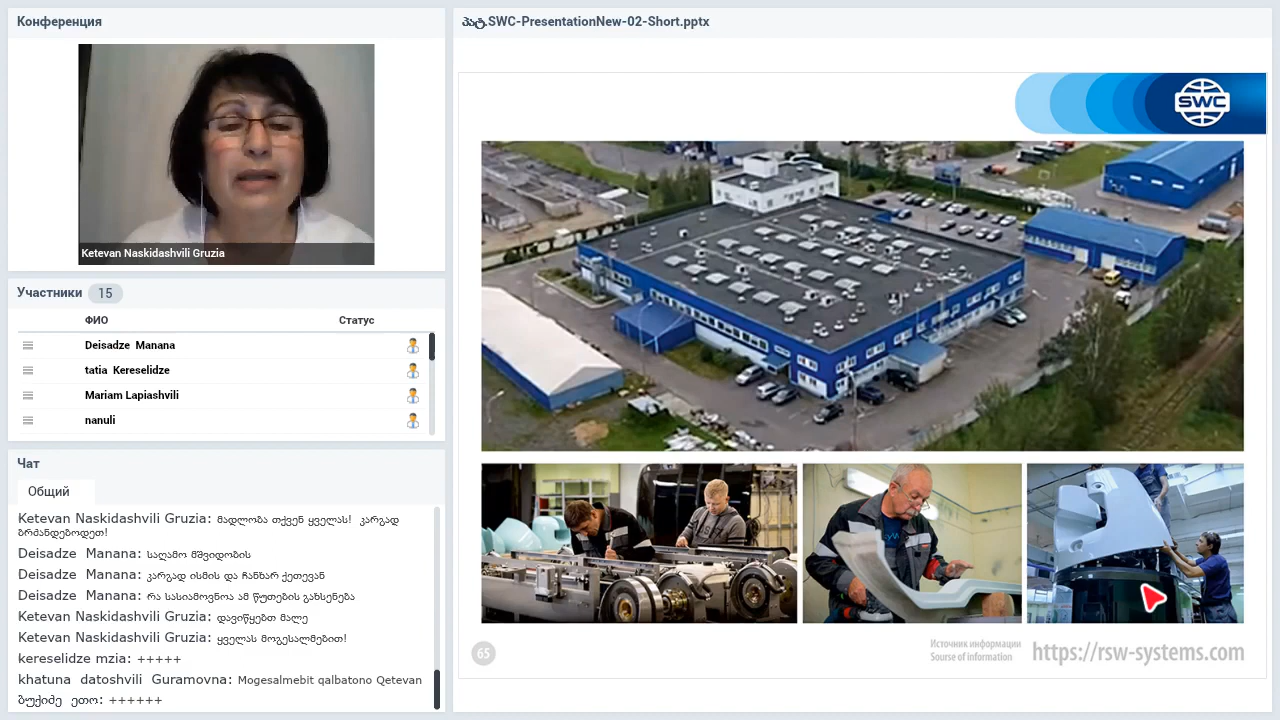 Конференция
Ketevan Naskidashvili Gruzia
Участники 15
ФИО Статус
Deisadze Manana
tatia Kereselidze
Mariam Lapiashvili
nanuli
Чат
Общий
Ketevan Naskidashvili Gruzia: მადლობა თქვენ ყველას! კარგად
ბრძანდებოდეთ!
Deisadze Manana: საღამო მშვიდობის
Deisadze Manana: კარგად ისმის და ჩანხარ ქეთევან
Deisadze Manana: რა სასიამოვნოა ამ წუთების გახსენება
Ketevan Naskidashvili Gruzia: დავიწყებთ მალე
Ketevan Naskidashvili Gruzia: ყველას მოგესალმებით!
kereselidze mzia: +++++
khatuna datoshvili Guramovna: Mogesalmebit qalbatono Qetevan
ბუქიძე ეთო: ++++++
პატ.SWC-PresentationNew-02-Short.pptx
SWC
65
Источник информации
Sourse of information
https://rsw-systems.com